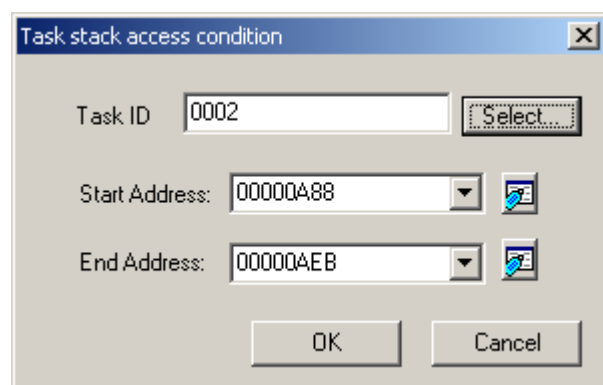 Task stack access condition
Task ID 0002 Select...
Start Address: 00000A88
End Address: 00000AEB
OK Cancel